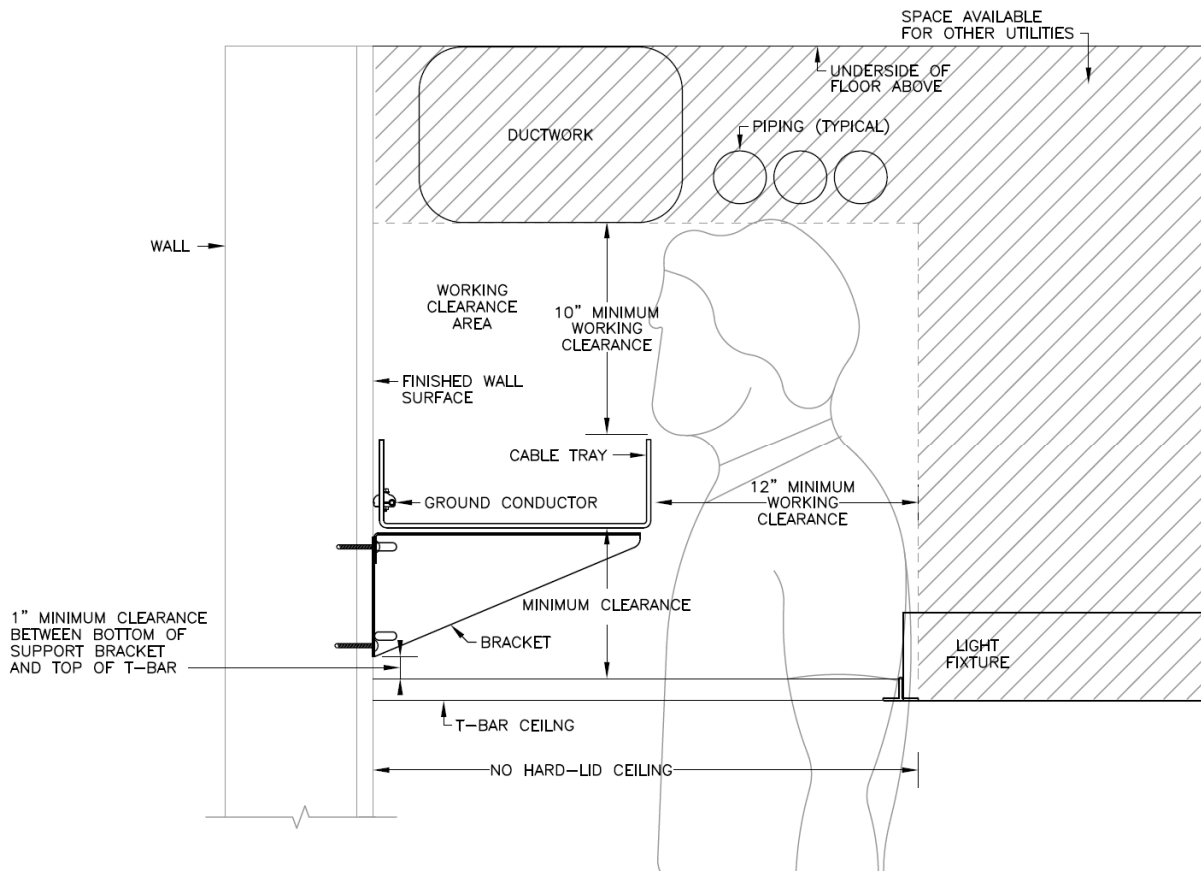 SPACE AVAILABLE
FOR OTHER UTILITIES
UNDERSIDE OF
FLOOR ABOVE
PIPING (TYPICAL)
DUCTWORK
WALL
WORKING
CLEARANCE
AREA
10" MINIMUM
WORKING
CLEARANCE
FINISHED WALL
SURFACE
CABLE TRAY
GROUND CONDUCTOR
12" MINIMUM
WORKING
CLEARANCE
MINIMUM CLEARANCE
BRACKET
1" MINIMUM CLEARANCE
BETWEEN BOTTOM OF
SUPPORT BRACKET
AND TOP OF T-BAR
LIGHT
FIXTURE
T-BAR CEILNG
NO HARD-LID CEILING